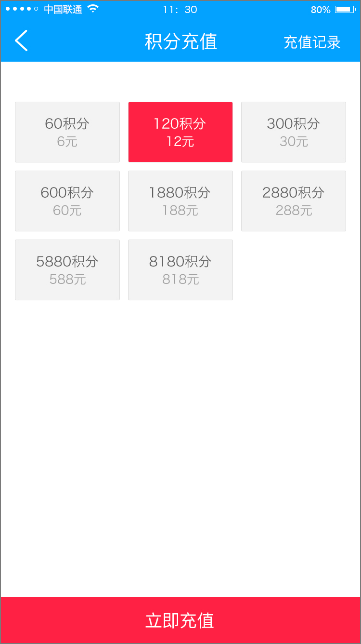 中国联通 11：30 80%
积分充值 充值记录
60积分 120积分 300积分
6元 12元 30元
600积分 1880积分 2880积分
60元 188元 288元
5880积分 8180积分
588元 818元
立即充值